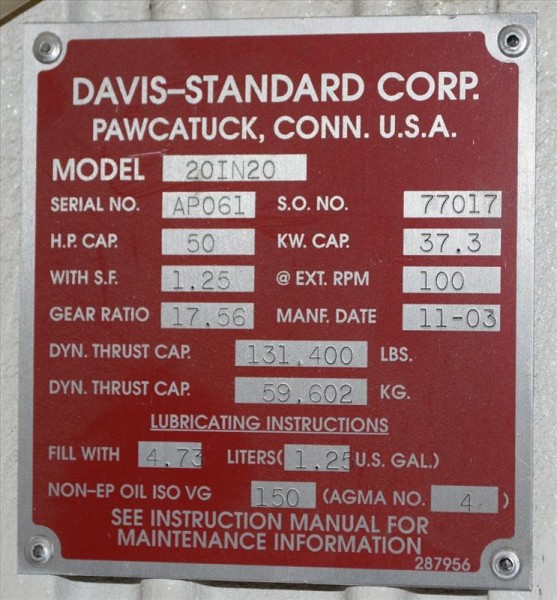 DAVIS-STANDARD CORP.
PAWCATUCK, CONN. U.S.A.
MODEL 20IN20
SERIAL NO. AP061 S.O. NO. 77017
H.P. CAP. 50 KW. CAP. 37.3
WITH S.F. 1.25 @ EXT. RPM 100
GEAR RATIO 17.56 MANF. DATE 11-03
DYN. THRUST CAP. 131,400 LBS.
DYN. THRUST CAP. 59,602 KG.
LUBRICATING INSTRUCTIONS
FILL WITH 4.73 LITERS( 1.25 U.S. GAL.)
NON-EP OIL ISO VG 150 (AGMA NO. 4 )
SEE INSTRUCTION MANUAL FOR
MAINTENANCE INFORMATION
287956